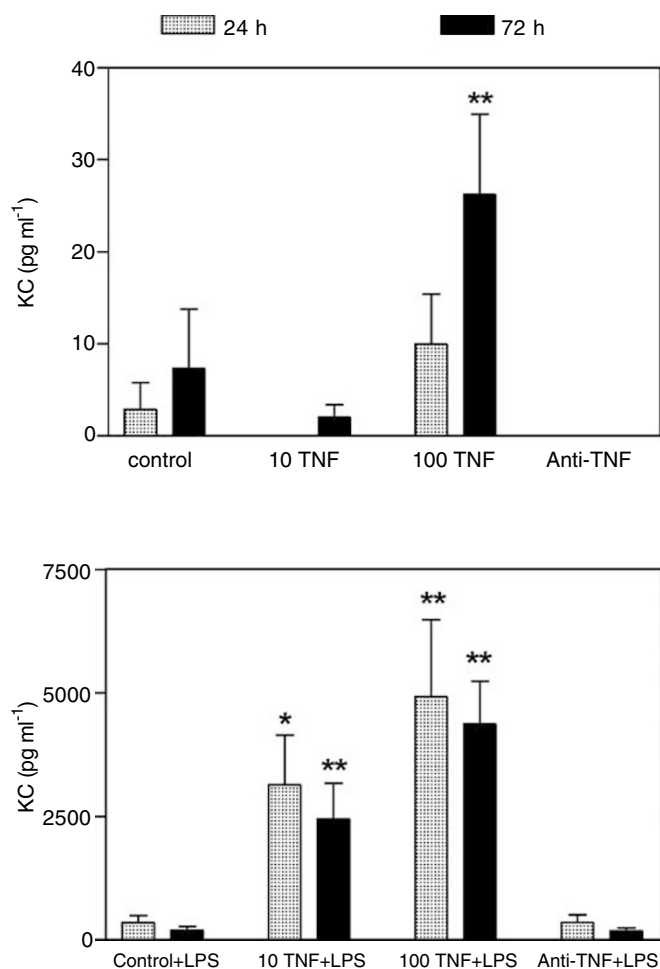 24 h 72 h
40
**
30
KC (pg ml⁻¹)
20
10
0
control 10 TNF 100 TNF Anti-TNF
7500
**
**
5000
*
**
KC (pg ml⁻¹)
2500
0
Control+LPS 10 TNF+LPS 100 TNF+LPS Anti-TNF+LPS